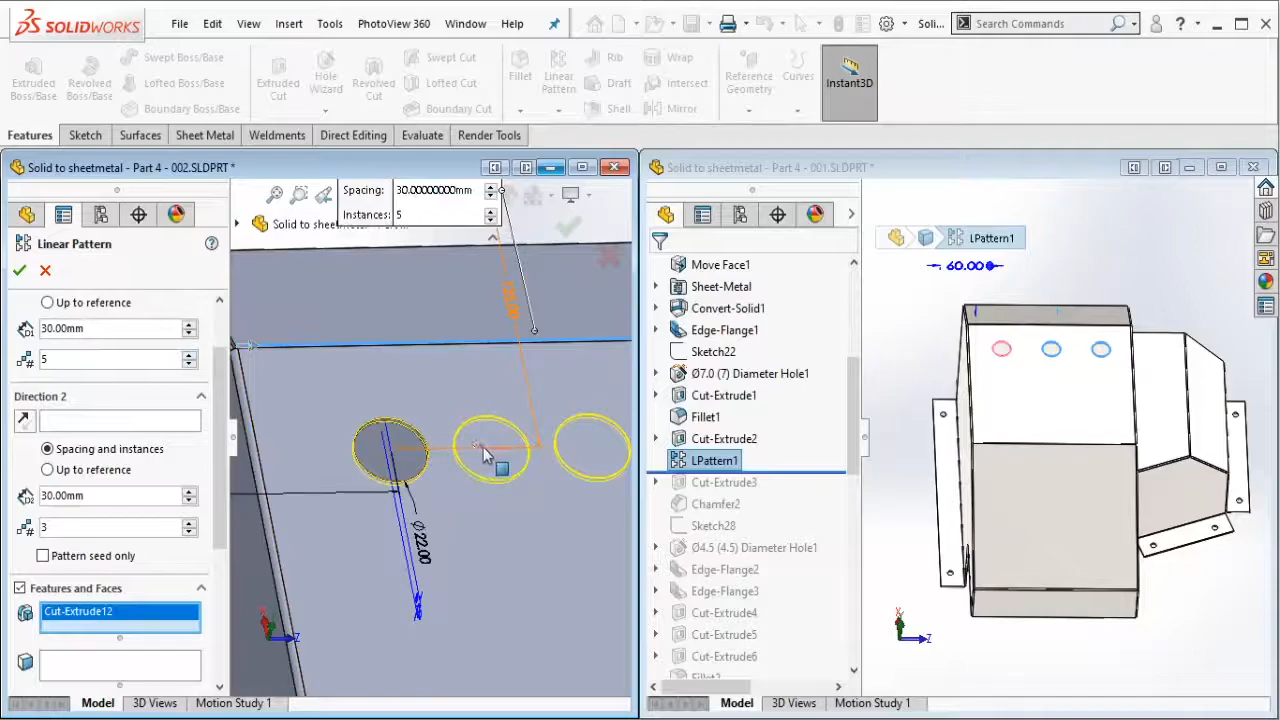 SOLIDWORKS
File Edit View Insert Tools PhotoView 360 Window Help
Soli...
Search Commands
Extruded Boss/Base
Revolved Boss/Base
Swept Boss/Base
Lofted Boss/Base
Boundary Boss/Base
Extruded Cut
Hole Wizard
Revolved Cut
Swept Cut
Lofted Cut
Boundary Cut
Fillet
Linear Pattern
Rib
Draft
Shell
Wrap
Intersect
Mirror
Reference Geometry
Curves
Instant3D
Features Sketch Surfaces Sheet Metal Weldments Direct Editing Evaluate Render Tools
Solid to sheetmetal - Part 4 - 002.SLDPRT *
Linear Pattern
Up to reference
30.00mm
5
Direction 2
Spacing and instances
Up to reference
30.00mm
3
Pattern seed only
Features and Faces
Cut-Extrude12
Spacing: 30.00000000mm
Instances: 5
Ø22.00
X
Z
Model 3D Views Motion Study 1
Solid to sheetmetal - Part 4 - 001.SLDPRT *
Move Face1
Sheet-Metal
Convert-Solid1
Edge-Flange1
Sketch22
Ø7.0 (7) Diameter Hole1
Cut-Extrude1
Fillet1
Cut-Extrude2
LPattern1
Cut-Extrude3
Chamfer2
Sketch28
Ø4.5 (4.5) Diameter Hole1
Edge-Flange2
Edge-Flange3
Cut-Extrude4
Cut-Extrude5
Cut-Extrude6
LPattern1
60.00
X
Z
Model 3D Views Motion Study 1